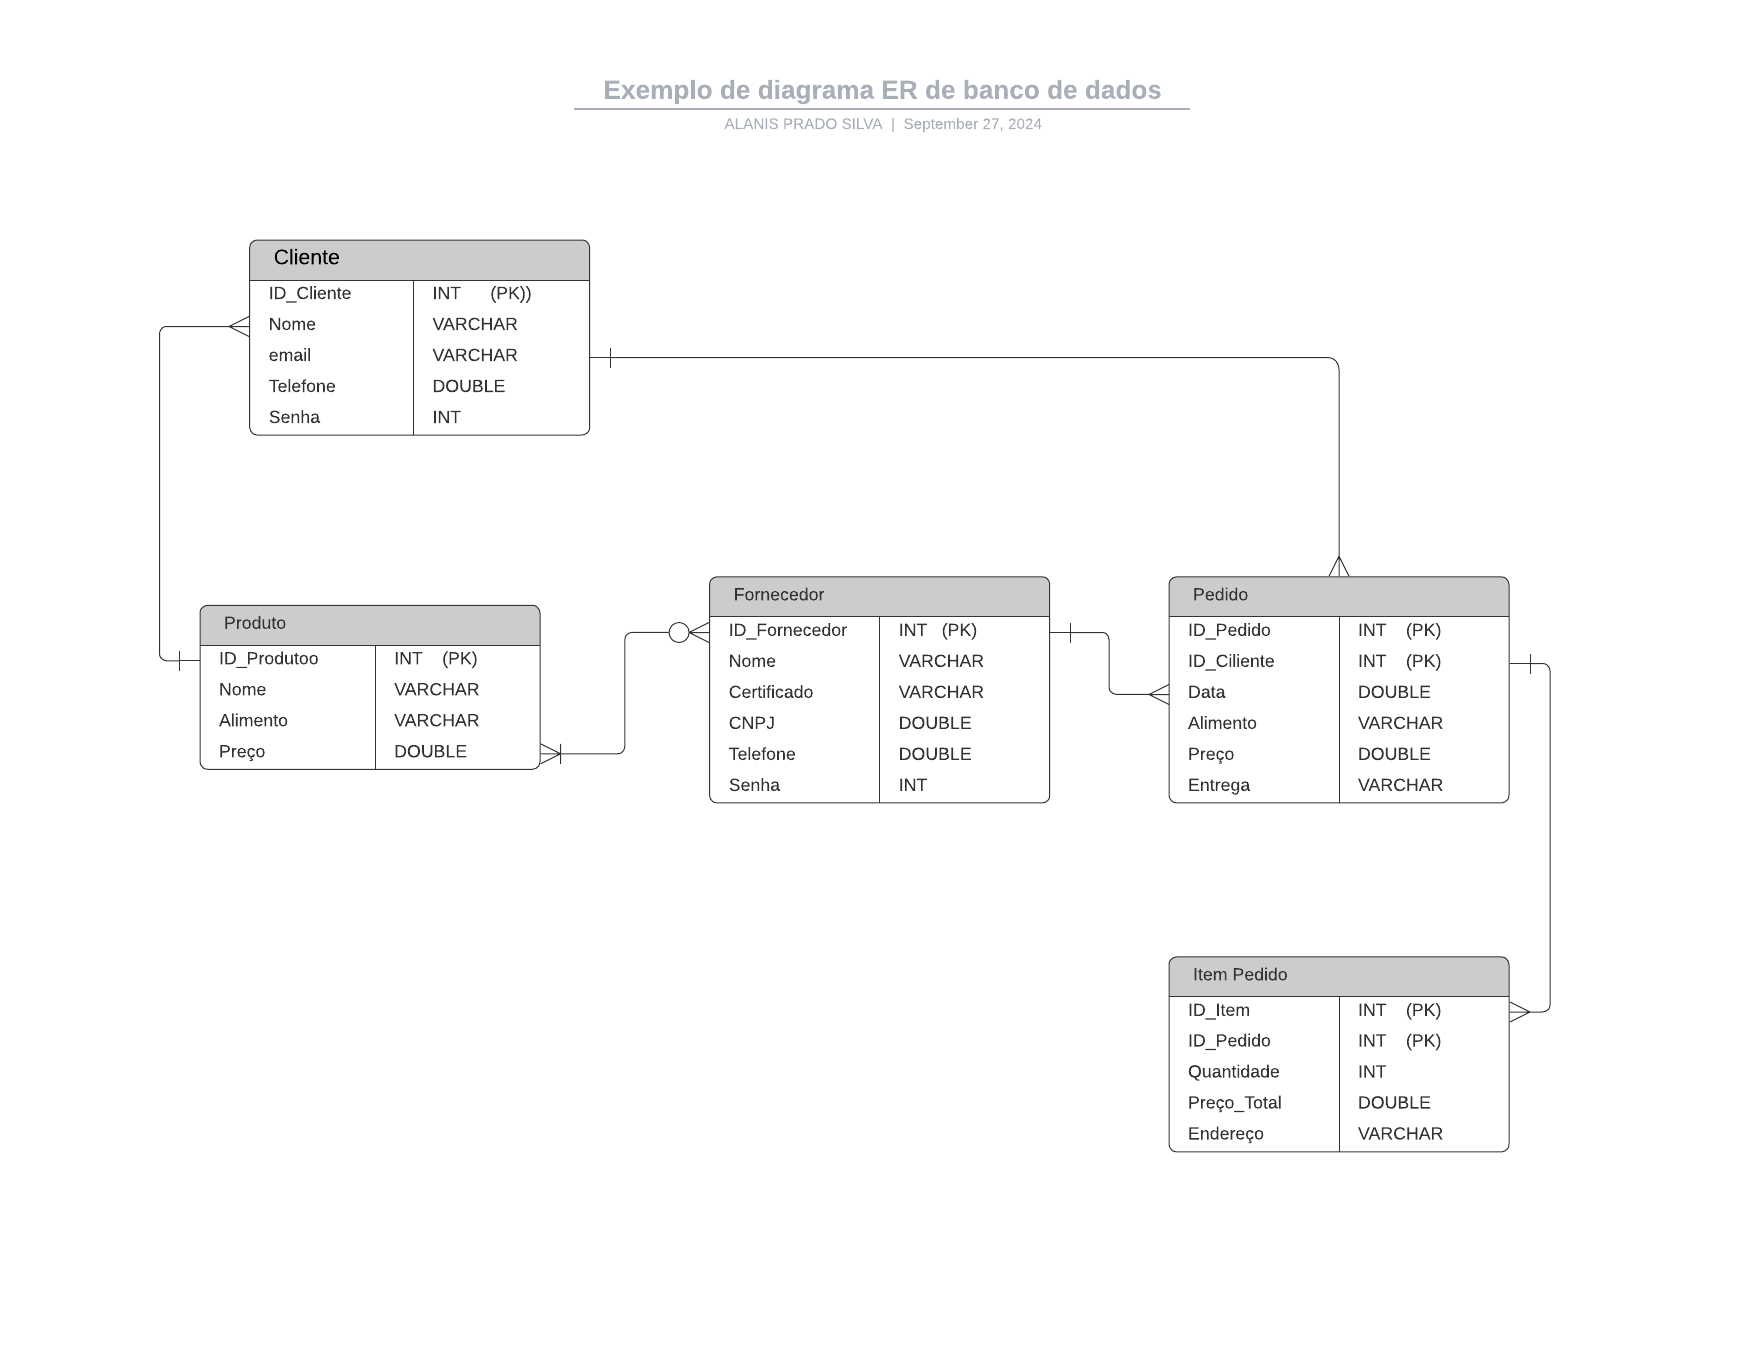 Exemplo de diagrama ER de banco de dados
ALANIS PRADO SILVA | September 27, 2024
Cliente
ID_Cliente INT (PK))
Nome VARCHAR
email VARCHAR
Telefone DOUBLE
Senha INT
Produto
ID_Produtoo INT (PK)
Nome VARCHAR
Alimento VARCHAR
Preço DOUBLE
Fornecedor
ID_Fornecedor INT (PK)
Nome VARCHAR
Certificado VARCHAR
CNPJ DOUBLE
Telefone DOUBLE
Senha INT
Pedido
ID_Pedido INT (PK)
ID_Ciliente INT (PK)
Data DOUBLE
Alimento VARCHAR
Preço DOUBLE
Entrega VARCHAR
Item Pedido
ID_Item INT (PK)
ID_Pedido INT (PK)
Quantidade INT
Preço_Total DOUBLE
Endereço VARCHAR